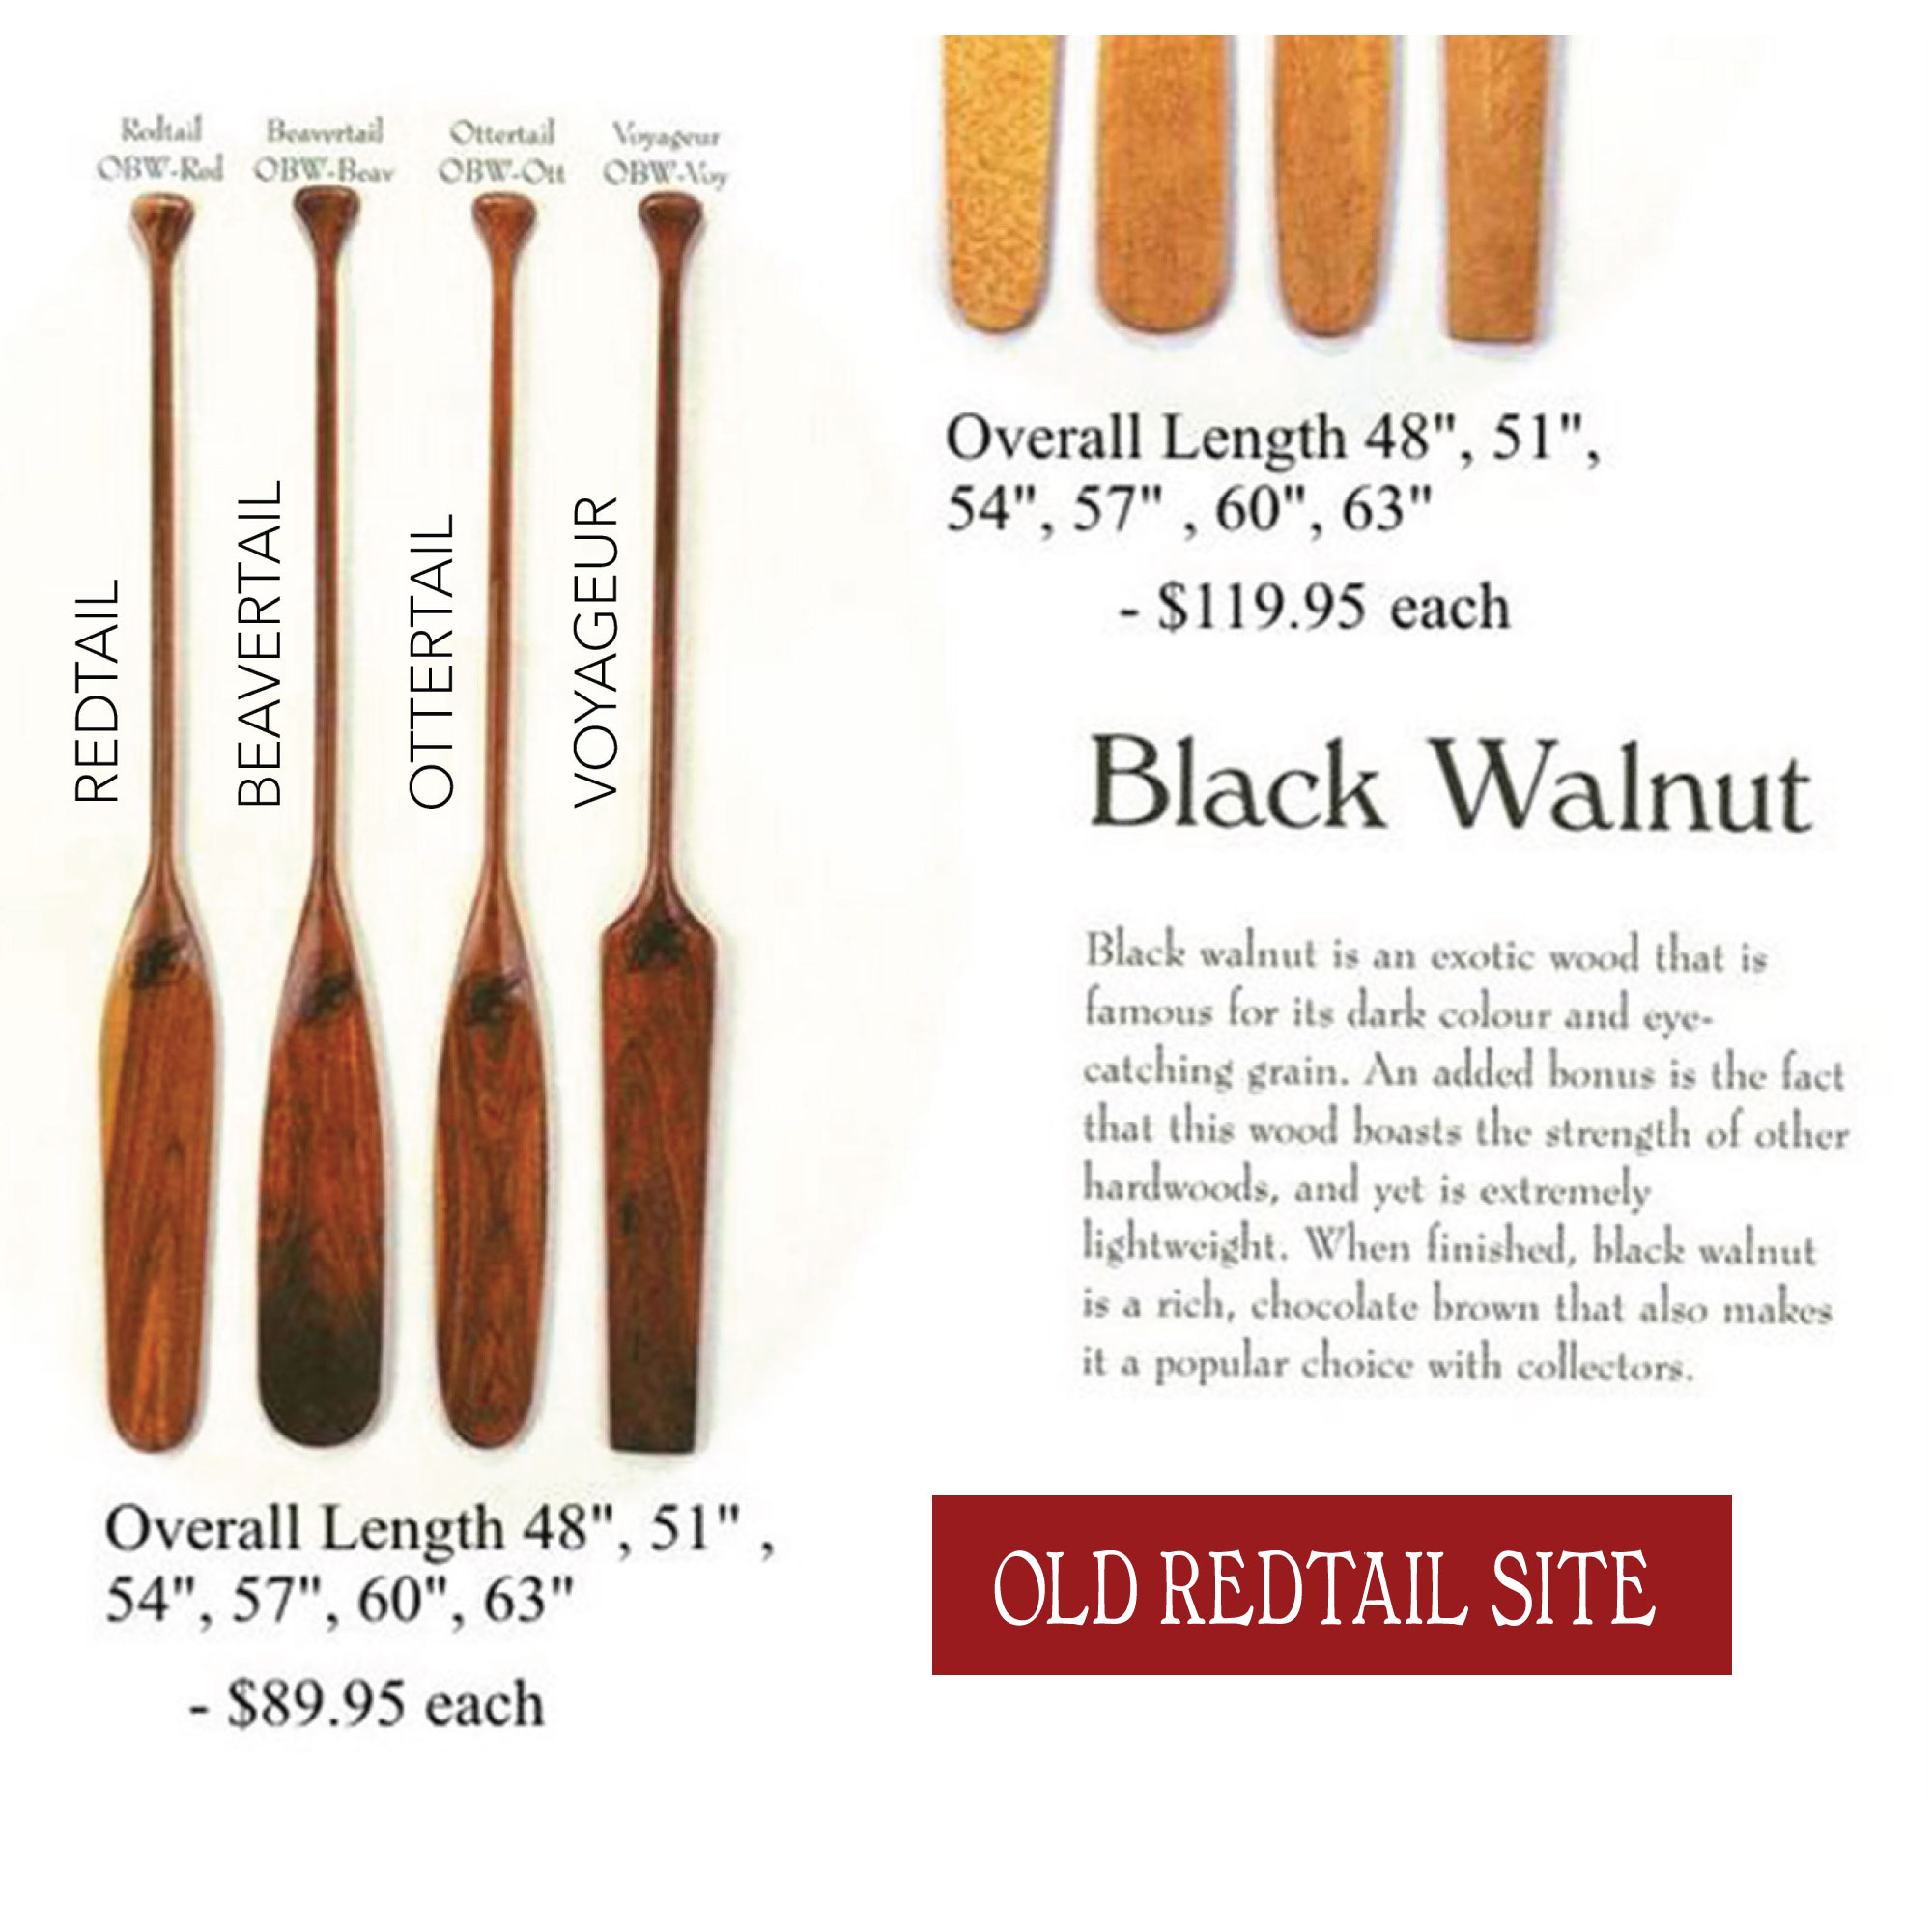 Redtail
OBW-Red
Beavertail
OBW-Beav
Ottertail
OBW-Ott
Voyageur
OBW-Voy
REDTAIL
BEAVERTAIL
OTTERTAIL
VOYAGEUR
Overall Length 48", 51" ,
54", 57", 60", 63"
- $89.95 each
Overall Length 48", 51",
54", 57" , 60", 63"
- $119.95 each
Black Walnut
Black walnut is an exotic wood that is
famous for its dark colour and eye-
catching grain. An added bonus is the fact
that this wood boasts the strength of other
hardwoods, and yet is extremely
lightweight. When finished, black walnut
is a rich, chocolate brown that also makes
it a popular choice with collectors.
OLD REDTAIL SITE